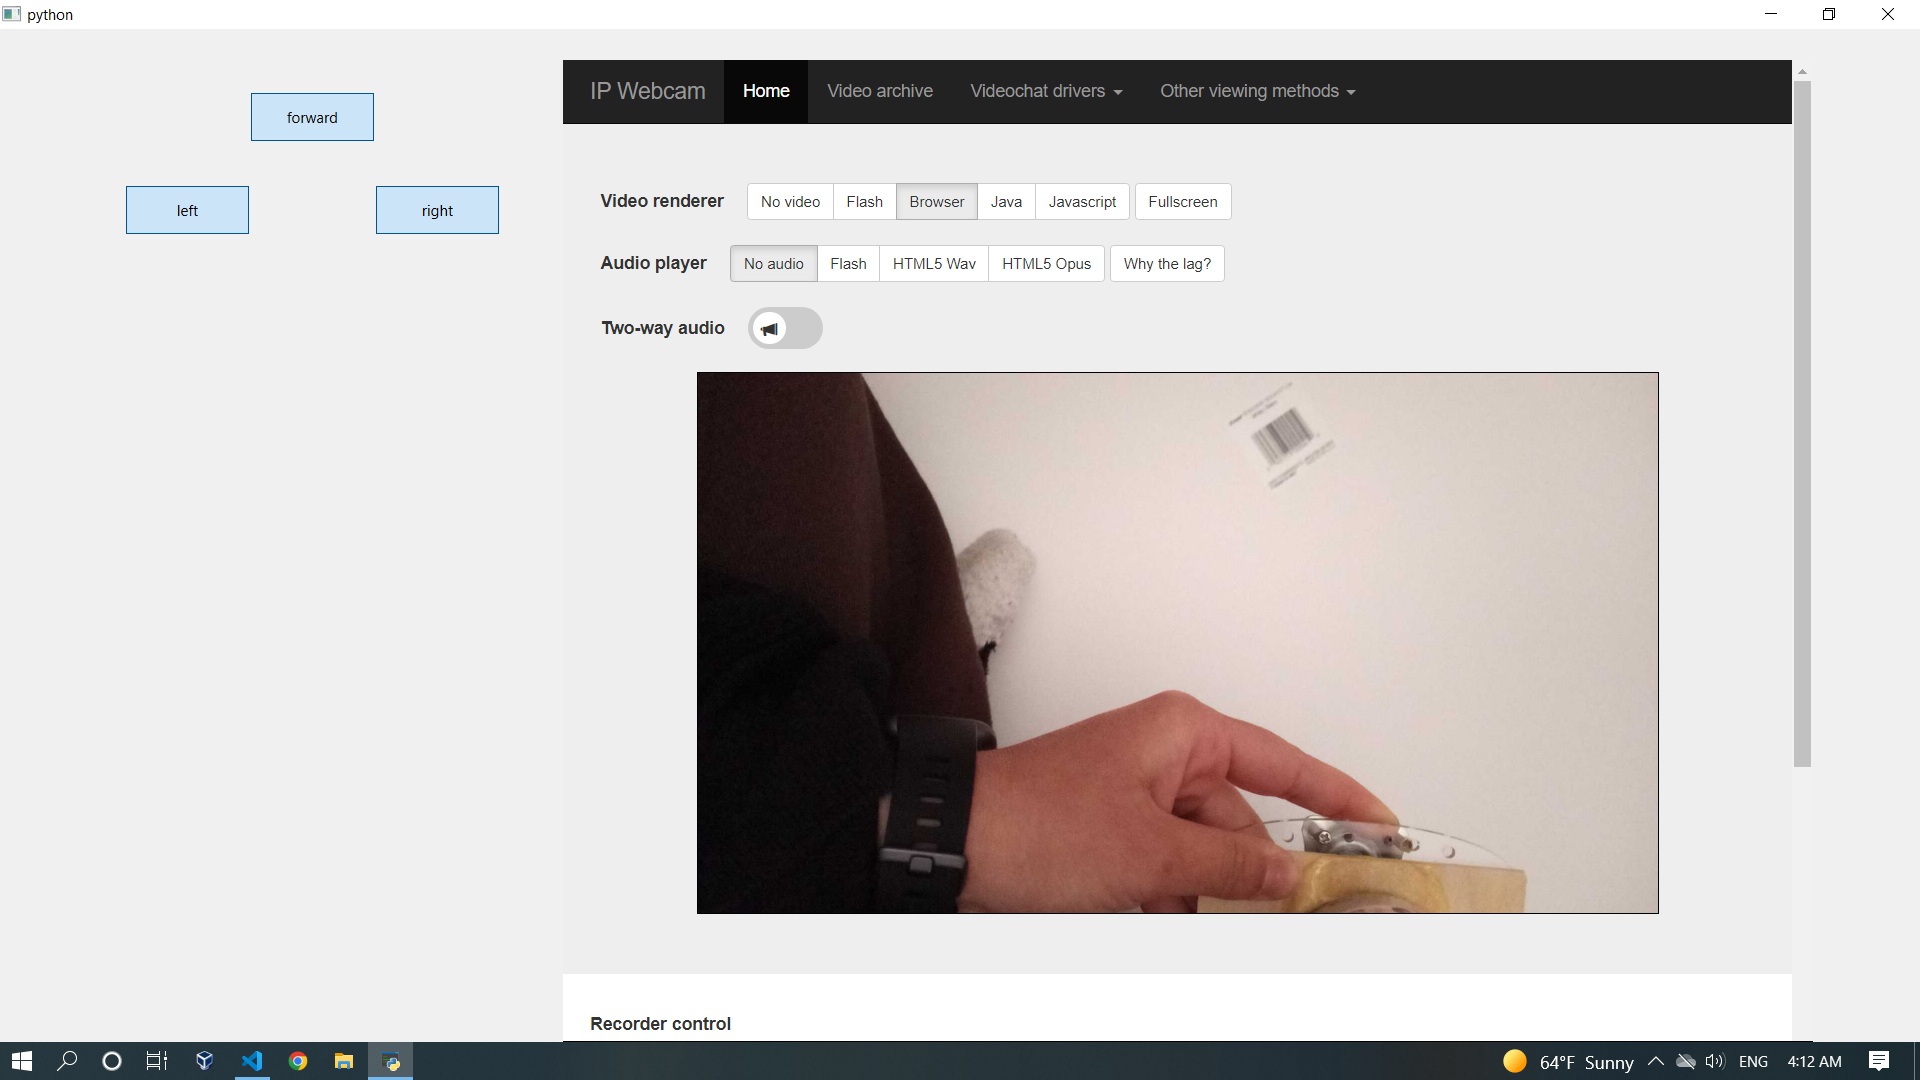 python
forward
left
right
IP Webcam Home Video archive Videochat drivers Other viewing methods
Video renderer No video Flash Browser Java Javascript Fullscreen
Audio player No audio Flash HTML5 Wav HTML5 Opus Why the lag?
Two-way audio
Recorder control
64°F Sunny ENG 4:12 AM